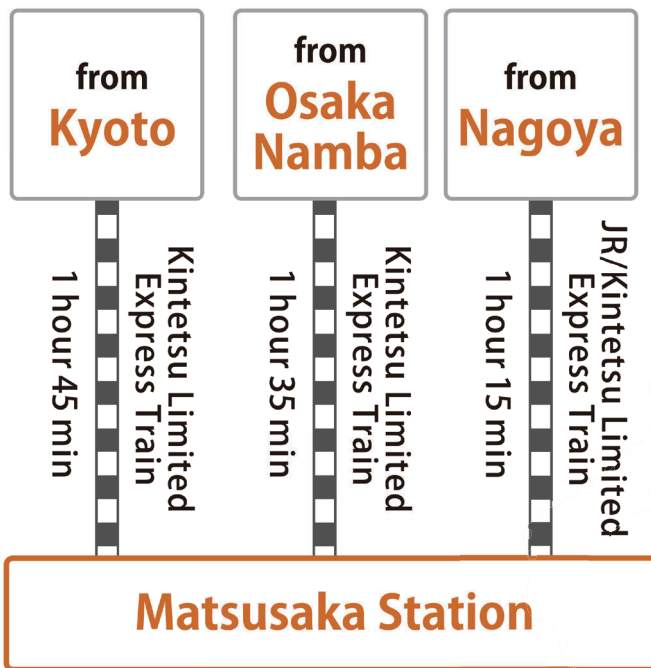 from
Kyoto
from
Osaka
Namba
from
Nagoya
1 hour 45 min
Kintetsu Limited
Express Train
1 hour 35 min
Kintetsu Limited
Express Train
1 hour 15 min
JR/Kintetsu Limited
Express Train
Matsusaka Station